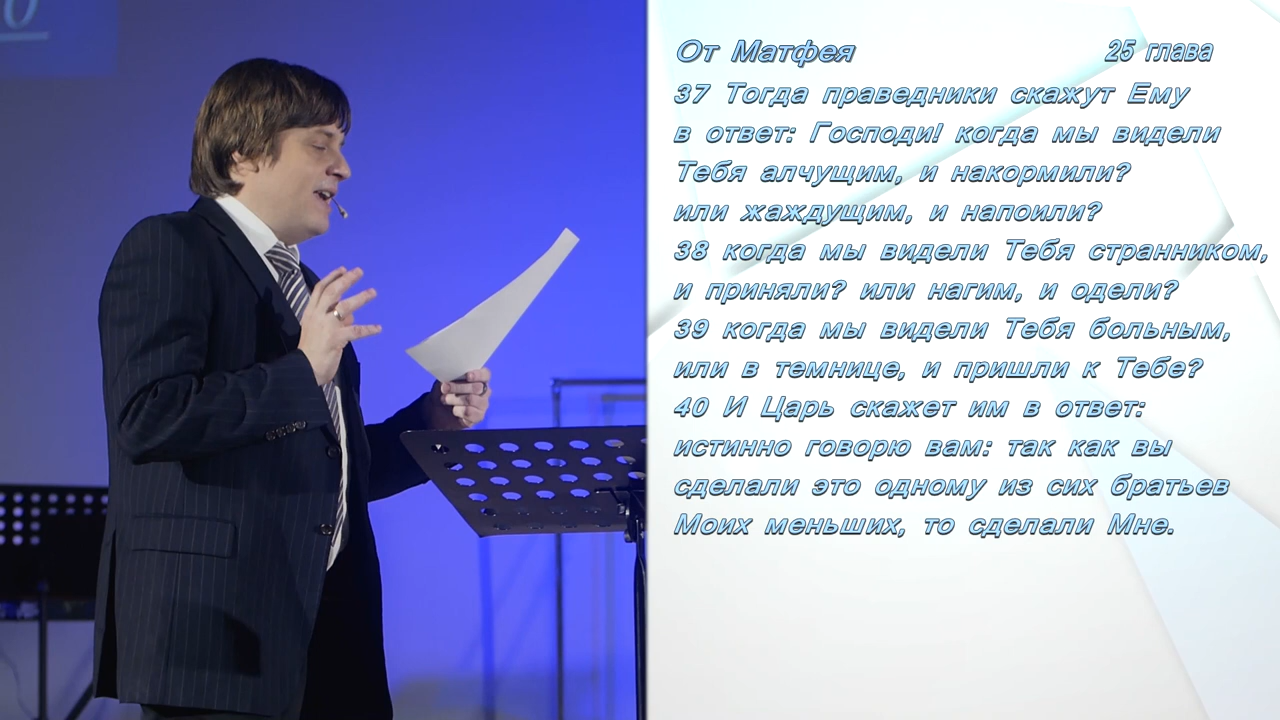 От Матфея 25 глава
37 Тогда праведники скажут Ему
в ответ: Господи! когда мы видели
Тебя алчущим, и накормили?
или жаждущим, и напоили?
38 когда мы видели Тебя странником,
и приняли? или нагим, и одели?
39 когда мы видели Тебя больным,
или в темнице, и пришли к Тебе?
40 И Царь скажет им в ответ:
истинно говорю вам: так как вы
сделали это одному из сих братьев
Моих меньших, то сделали Мне.